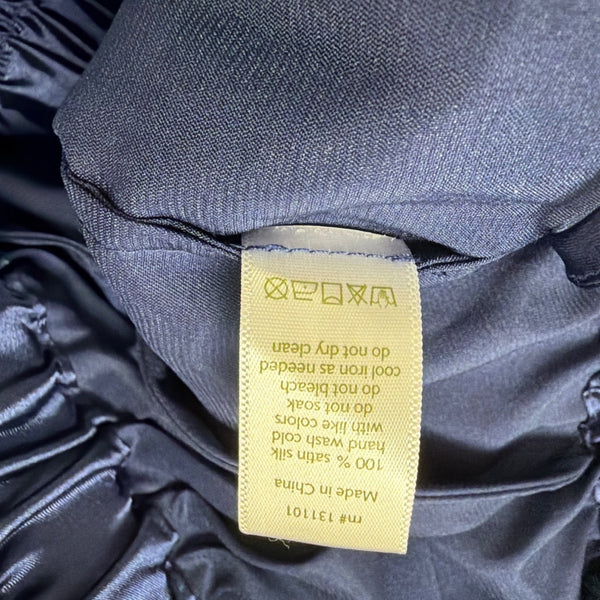 rn# 131101
Made in China
100 % satin silk
hand wash cold
with like colors
do not soak
do not bleach
cool iron as needed
do not dry clean